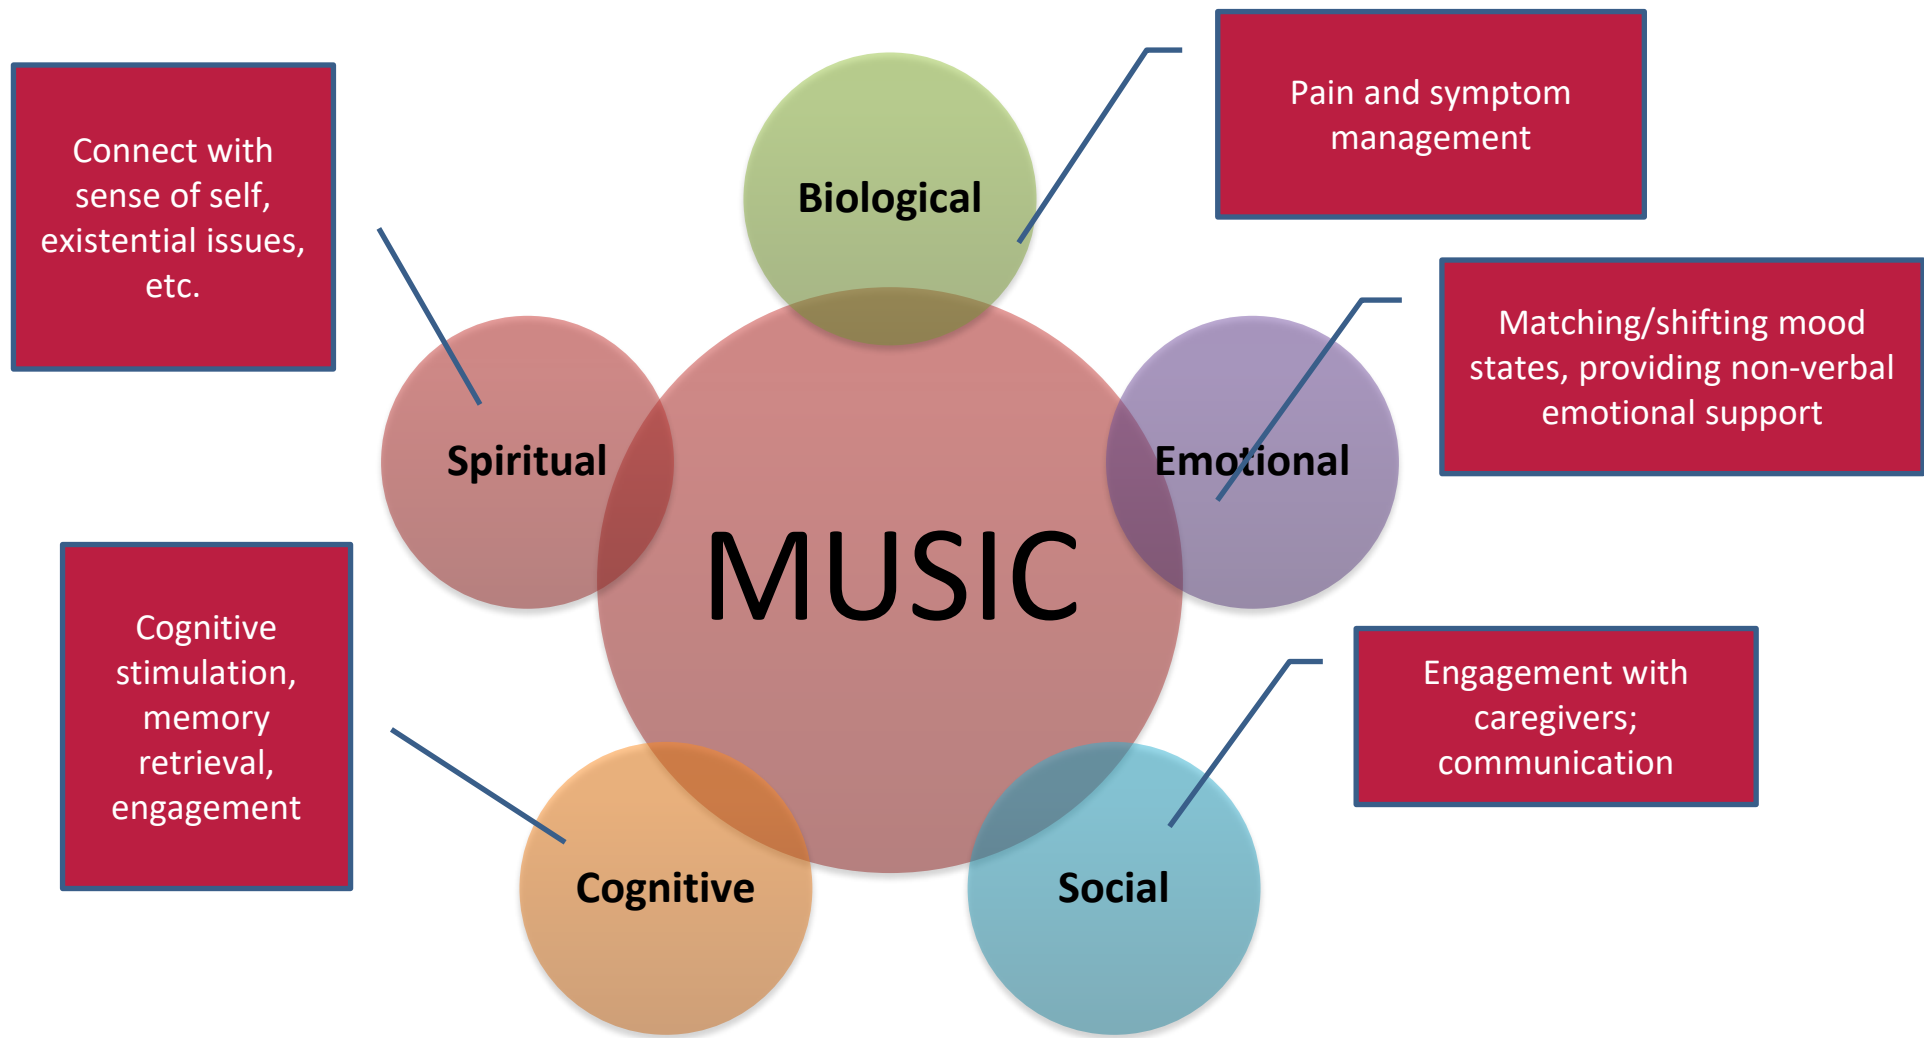 Biological
Pain and symptom
management
Connect with
sense of self,
existential issues,
etc.
Spiritual
Emotional
Matching/shifting mood
states, providing non-verbal
emotional support
MUSIC
Cognitive
stimulation,
memory
retrieval,
engagement
Cognitive
Social
Engagement with
caregivers;
communication